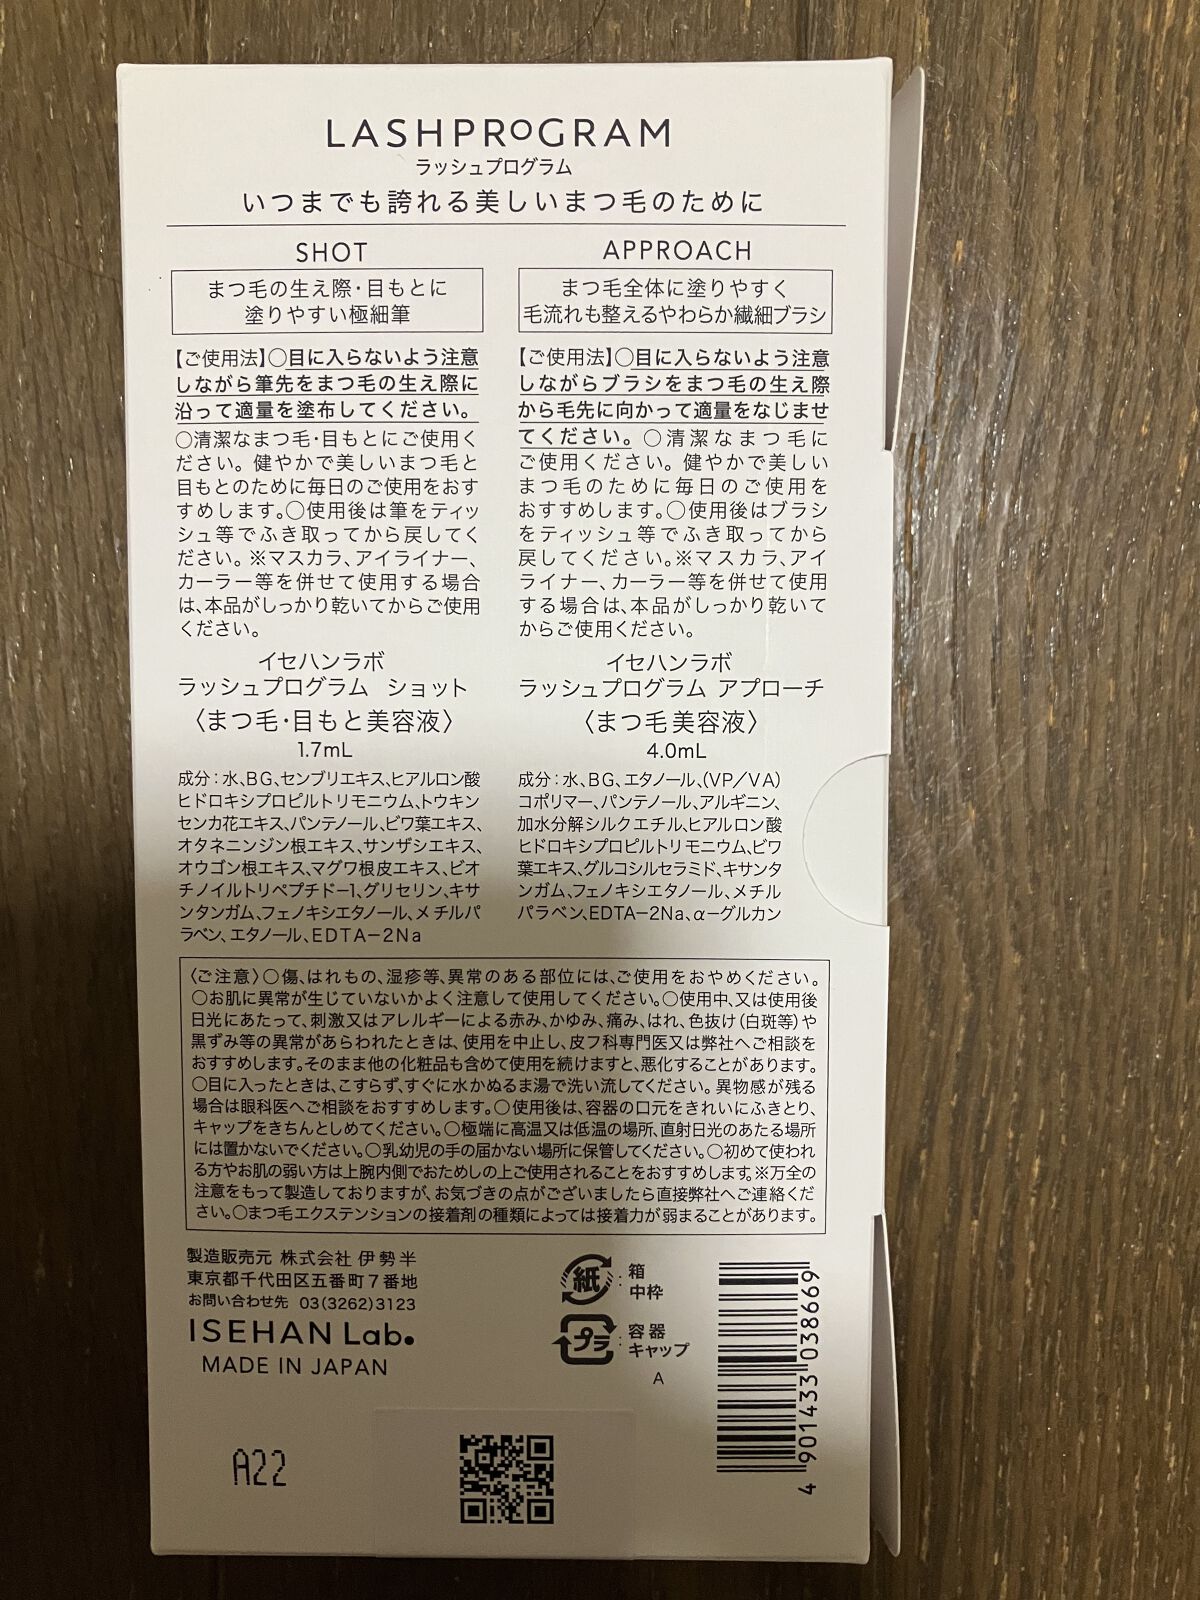 LASHPROGRAM
ラッシュプログラム
いつまでも誇れる美しいまつ毛のために
SHOT
まつ毛の生え際・目もとに
塗りやすい極細筆
【ご使用法】○目に入らないよう注意
しながら筆先をまつ毛の生え際に
沿って適量を塗布してください。
○清潔なまつ毛・目もとにご使用く
ださい。健やかで美しいまつ毛と
目もとのために毎日のご使用をおす
すめします。○使用後は筆をティッ
シュ等でふき取ってから戻してく
ださい。※マスカラ、アイライナー、
カーラー等を併せて使用する場合
は、本品がしっかり乾いてからご使用
ください。
イセハンラボ
ラッシュプログラム ショット
〈まつ毛・目もと美容液〉
1.7mL
成分：水、BG、センブリエキス、ヒアルロン酸
ヒドロキシプロピルトリモニウム、トウキン
センカ花エキス、パンテノール、ビワ葉エキス、
オタネニンジン根エキス、サンザシエキス、
オウゴン根エキス、マグワ根皮エキス、ビオ
チノイルトリペプチド-1、グリセリン、キサ
ンタンガム、フェノキシエタノール、メチルパ
ラベン、エタノール、EDTA-2Na
APPROACH
まつ毛全体に塗りやすく
毛流れも整えるやわらか繊細ブラシ
【ご使用法】○目に入らないよう注意
しながらブラシをまつ毛の生え際
から毛先に向かって適量をなじませ
てください。○清潔なまつ毛に
ご使用ください。健やかで美しい
まつ毛のために毎日のご使用を
おすすめします。○使用後はブラシ
をティッシュ等でふき取ってから
戻してください。※マスカラ、アイ
ライナー、カーラー等を併せて使用
する場合は、本品がしっかり乾いて
からご使用ください。
イセハンラボ
ラッシュプログラム アプローチ
〈まつ毛美容液〉
4.0mL
成分：水、BG、エタノール、(VP／VA)
コポリマー、パンテノール、アルギニン、
加水分解シルクエチル、ヒアルロン酸
ヒドロキシプロピルトリモニウム、ビワ
葉エキス、グルコシルセラミド、キサンタ
ンガム、フェノキシエタノール、メチル
パラベン、EDTA-2Na、α-グルカン
〈ご注意〉○傷、はれもの、湿疹等、異常のある部位には、ご使用をおやめください。
○お肌に異常が生じていないかよく注意して使用してください。○使用中、又は使用後
日光にあたって、刺激又はアレルギーによる赤み、かゆみ、痛み、はれ、色抜け(白斑等)や
黒ずみ等の異常があらわれたときは、使用を中止し、皮フ科専門医又は弊社へご相談を
おすすめします。そのまま他の化粧品も含めて使用を続けますと、悪化することがあります。
○目に入ったときは、こすらず、すぐに水かぬるま湯で洗い流してください。異物感が残る
場合は眼科医へご相談をおすすめします。○使用後は、容器の口元をきれいにふきとり、
キャップをきちんとしめてください。○極端に高温又は低温の場所、直射日光のあたる場所
には置かないでください。○乳幼児の手の届かない場所に保管してください。○初めて使われ
る方やお肌の弱い方は上腕内側でおためしの上ご使用されることをおすすめします。※万全の
注意をもって製造しておりますが、お気づきの点がございましたら直接弊社へご連絡くだ
さい。○まつ毛エクステンションの接着剤の種類によっては接着力が弱まることがあります。
製造販売元 株式会社 伊勢半
東京都千代田区五番町7番地
お問い合わせ先 03(3262)3123
ISEHAN Lab.
MADE IN JAPAN
紙：箱
中枠
プラ：容器
キャップ
A
4 901433 038669
A22